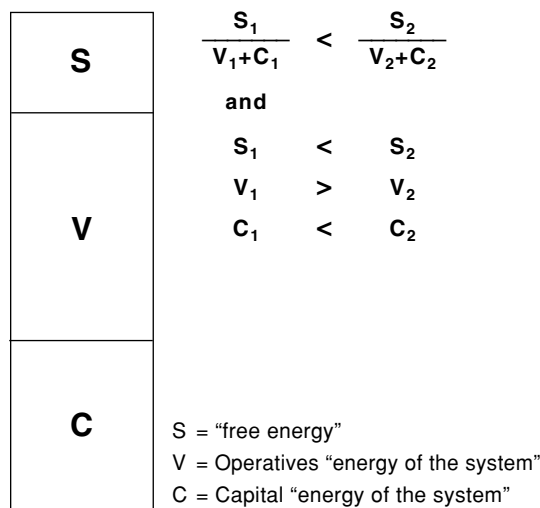 S
V
C
S₁ < S₂
V₁+C₁ V₂+C₂
and
S₁ < S₂
V₁ > V₂
C₁ < C₂
S = “free energy”
V = Operatives “energy of the system”
C = Capital “energy of the system”